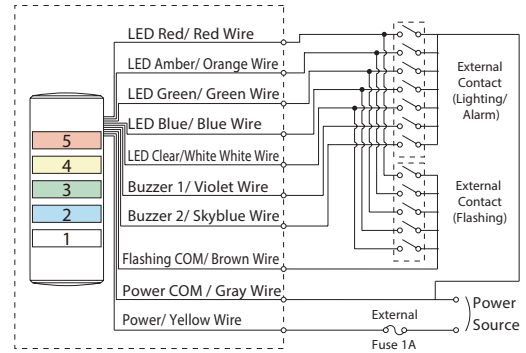 LED Red/ Red Wire
LED Amber/ Orange Wire
LED Green/ Green Wire
LED Blue/ Blue Wire
LED Clear/White White Wire
Buzzer 1/ Violet Wire
Buzzer 2/ Skyblue Wire
Flashing COM/ Brown Wire
Power COM / Gray Wire
Power/ Yellow Wire
5
4
3
2
1
External
Contact
(Lighting/
Alarm)
External
Contact
(Flashing)
External
Fuse 1A
Power
Source